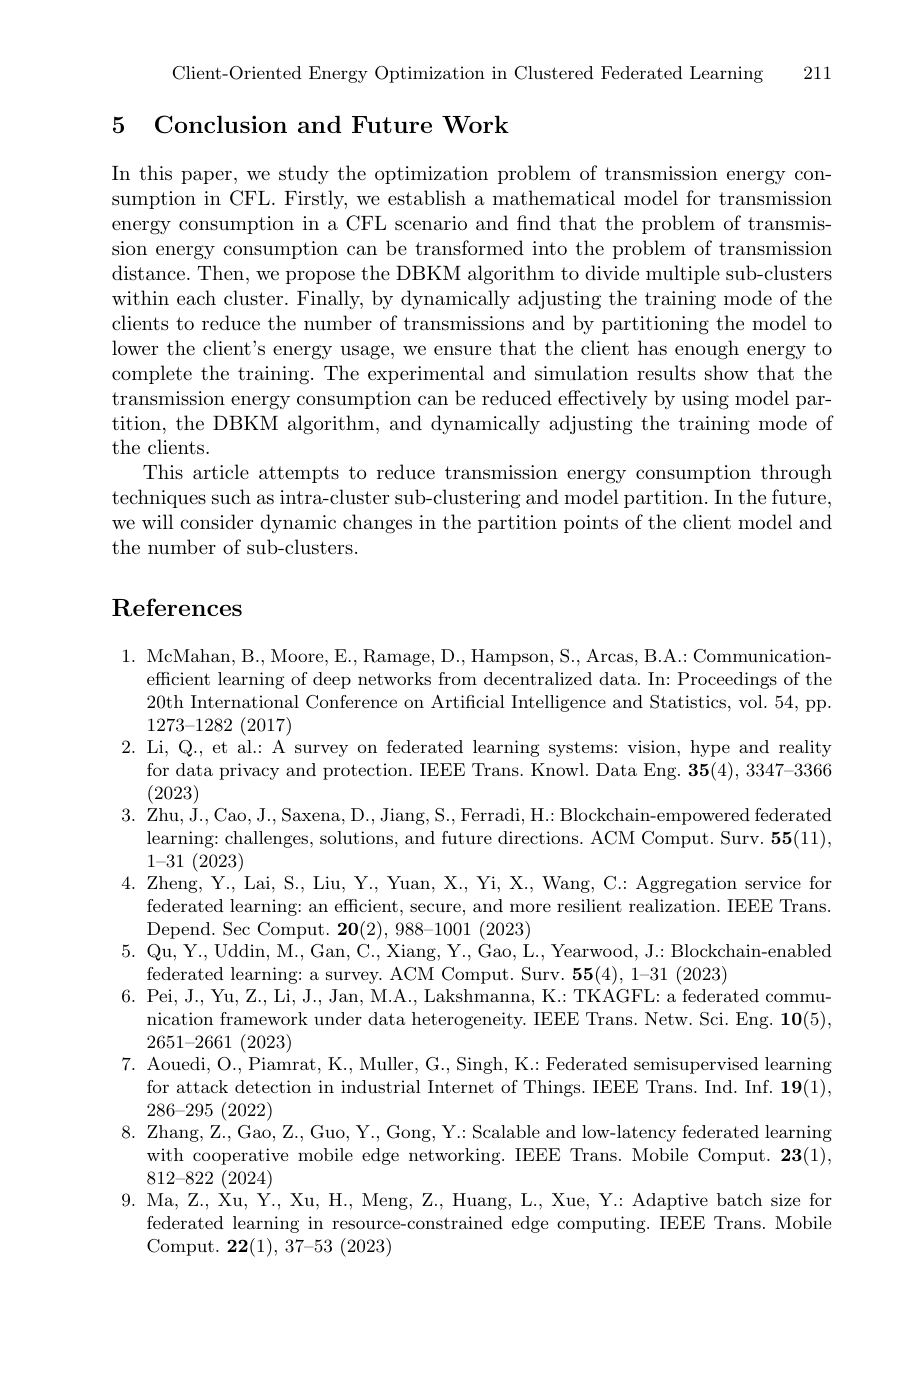 Client-Oriented Energy Optimization in Clustered Federated Learning 211
5 Conclusion and Future Work
In this paper, we study the optimization problem of transmission energy con-
sumption in CFL. Firstly, we establish a mathematical model for transmission
energy consumption in a CFL scenario and find that the problem of transmis-
sion energy consumption can be transformed into the problem of transmission
distance. Then, we propose the DBKM algorithm to divide multiple sub-clusters
within each cluster. Finally, by dynamically adjusting the training mode of the
clients to reduce the number of transmissions and by partitioning the model to
lower the client's energy usage, we ensure that the client has enough energy to
complete the training. The experimental and simulation results show that the
transmission energy consumption can be reduced effectively by using model par-
tition, the DBKM algorithm, and dynamically adjusting the training mode of
the clients.
This article attempts to reduce transmission energy consumption through
techniques such as intra-cluster sub-clustering and model partition. In the future,
we will consider dynamic changes in the partition points of the client model and
the number of sub-clusters.
References
1. McMahan, B., Moore, E., Ramage, D., Hampson, S., Arcas, B.A.: Communication-
efficient learning of deep networks from decentralized data. In: Proceedings of the
20th International Conference on Artificial Intelligence and Statistics, vol. 54, pp.
1273–1282 (2017)
2. Li, Q., et al.: A survey on federated learning systems: vision, hype and reality
for data privacy and protection. IEEE Trans. Knowl. Data Eng. 35(4), 3347–3366
(2023)
3. Zhu, J., Cao, J., Saxena, D., Jiang, S., Ferradi, H.: Blockchain-empowered federated
learning: challenges, solutions, and future directions. ACM Comput. Surv. 55(11),
1–31 (2023)
4. Zheng, Y., Lai, S., Liu, Y., Yuan, X., Yi, X., Wang, C.: Aggregation service for
federated learning: an efficient, secure, and more resilient realization. IEEE Trans.
Depend. Sec Comput. 20(2), 988–1001 (2023)
5. Qu, Y., Uddin, M., Gan, C., Xiang, Y., Gao, L., Yearwood, J.: Blockchain-enabled
federated learning: a survey. ACM Comput. Surv. 55(4), 1–31 (2023)
6. Pei, J., Yu, Z., Li, J., Jan, M.A., Lakshmanna, K.: TKAGFL: a federated commu-
nication framework under data heterogeneity. IEEE Trans. Netw. Sci. Eng. 10(5),
2651–2661 (2023)
7. Aouedi, O., Piamrat, K., Muller, G., Singh, K.: Federated semisupervised learning
for attack detection in industrial Internet of Things. IEEE Trans. Ind. Inf. 19(1),
286–295 (2022)
8. Zhang, Z., Gao, Z., Guo, Y., Gong, Y.: Scalable and low-latency federated learning
with cooperative mobile edge networking. IEEE Trans. Mobile Comput. 23(1),
812–822 (2024)
9. Ma, Z., Xu, Y., Xu, H., Meng, Z., Huang, L., Xue, Y.: Adaptive batch size for
federated learning in resource-constrained edge computing. IEEE Trans. Mobile
Comput. 22(1), 37–53 (2023)